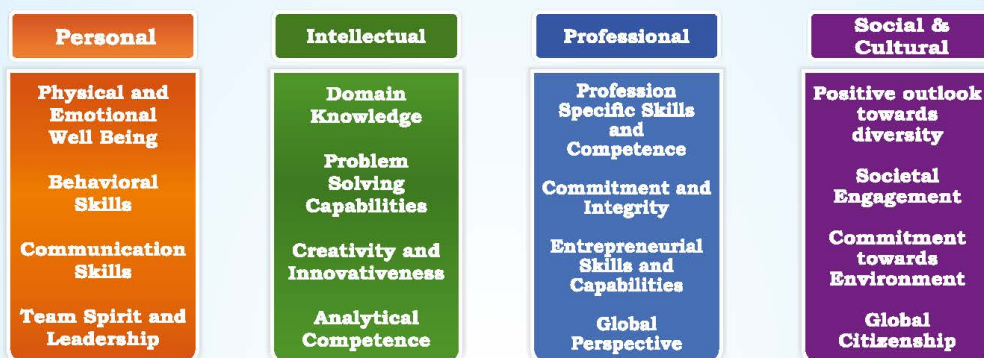 Personal
Physical and
Emotional
Well Being
Behavioral
Skills
Communication
Skills
Team Spirit and
Leadership
Intellectual
Domain
Knowledge
Problem
Solving
Capabilities
Creativity and
Innovativeness
Analytical
Competence
Professional
Profession
Specific Skills
and
Competence
Commitment and
Integrity
Entrepreneurial
Skills and
Capabilities
Global
Perspective
Social &
Cultural
Positive outlook
towards
diversity
Societal
Engagement
Commitment
towards
Environment
Global
Citizenship